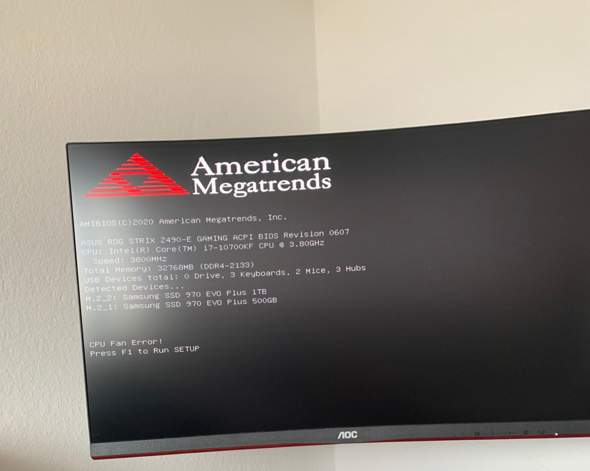 American
Megatrends
AMIBIOS(C)2020 American Megatrends, Inc.
ASUS ROG STRIX Z490-E GAMING ACPI BIOS Revision 0607
CPU: Intel(R) Core(TM) i7-10700KF CPU @ 3.80GHz
Speed: 3800MHz
Total Memory: 32768MB (DDR4-2133)
USB Devices total: 0 Drive, 3 Keyboards, 2 Mice, 3 Hubs
Detected Devices...
M.2_2: Samsung SSD 970 EVO Plus 1TB
M.2_1: Samsung SSD 970 EVO Plus 500GB
CPU Fan Error!
Press F1 to Run SETUP
AOC